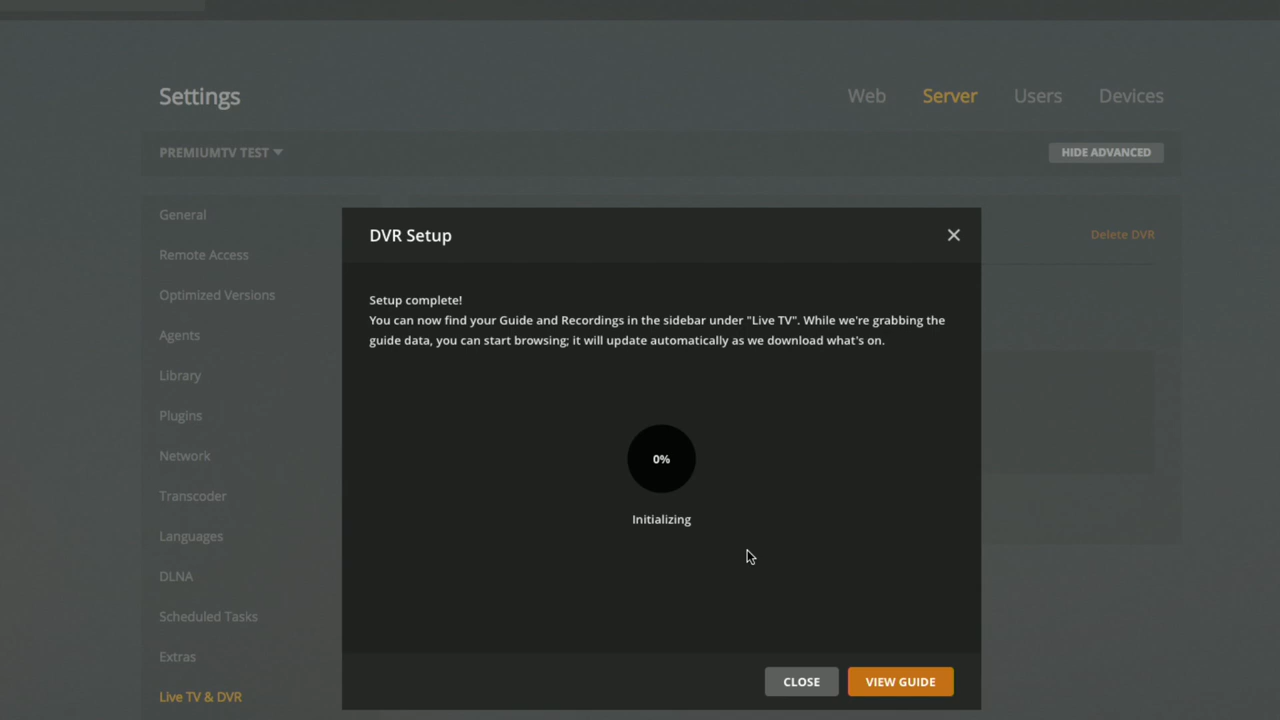 Settings
Web
Server
Users
Devices
PREMIUMTV TEST
HIDE ADVANCED
General
Remote Access
Optimized Versions
Agents
Library
Plugins
Network
Transcoder
Languages
DLNA
Scheduled Tasks
Extras
Live TV & DVR
Delete DVR
DVR Setup
Setup complete!
You can now find your Guide and Recordings in the sidebar under "Live TV". While we're grabbing the
guide data, you can start browsing; it will update automatically as we download what's on.
0%
Initializing
CLOSE
VIEW GUIDE